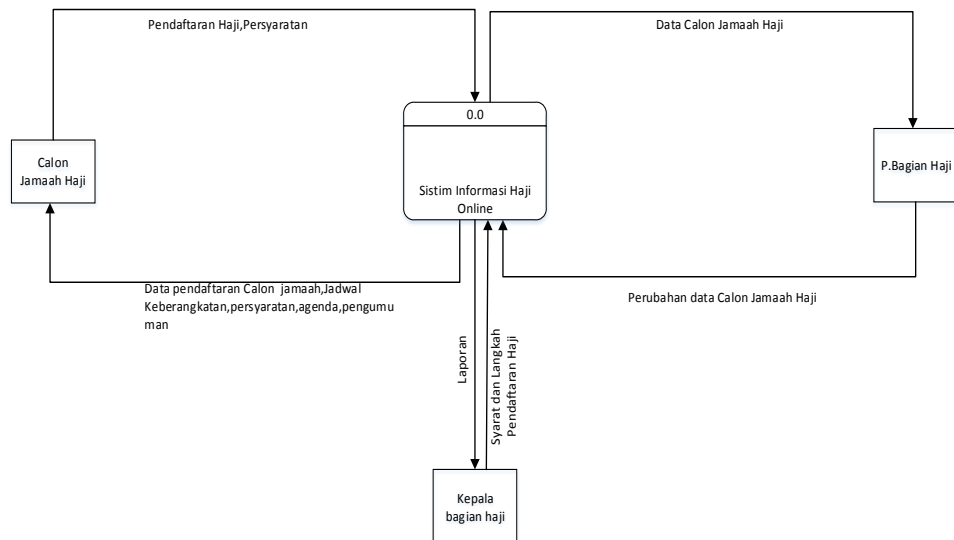 Pendaftaran Haji,Persyaratan
Data Calon Jamaah Haji
0.0
Calon
Jamaah Haji
Sistim Informasi Haji
Online
P.Bagian Haji
Data pendaftaran Calon jamaah,Jadwal
Keberangkatan,persyaratan,agenda,pengumu
man
Perubahan data Calon Jamaah Haji
Laporan
Syarat dan Langkah
Pendaftaran Haji
Kepala
bagian haji